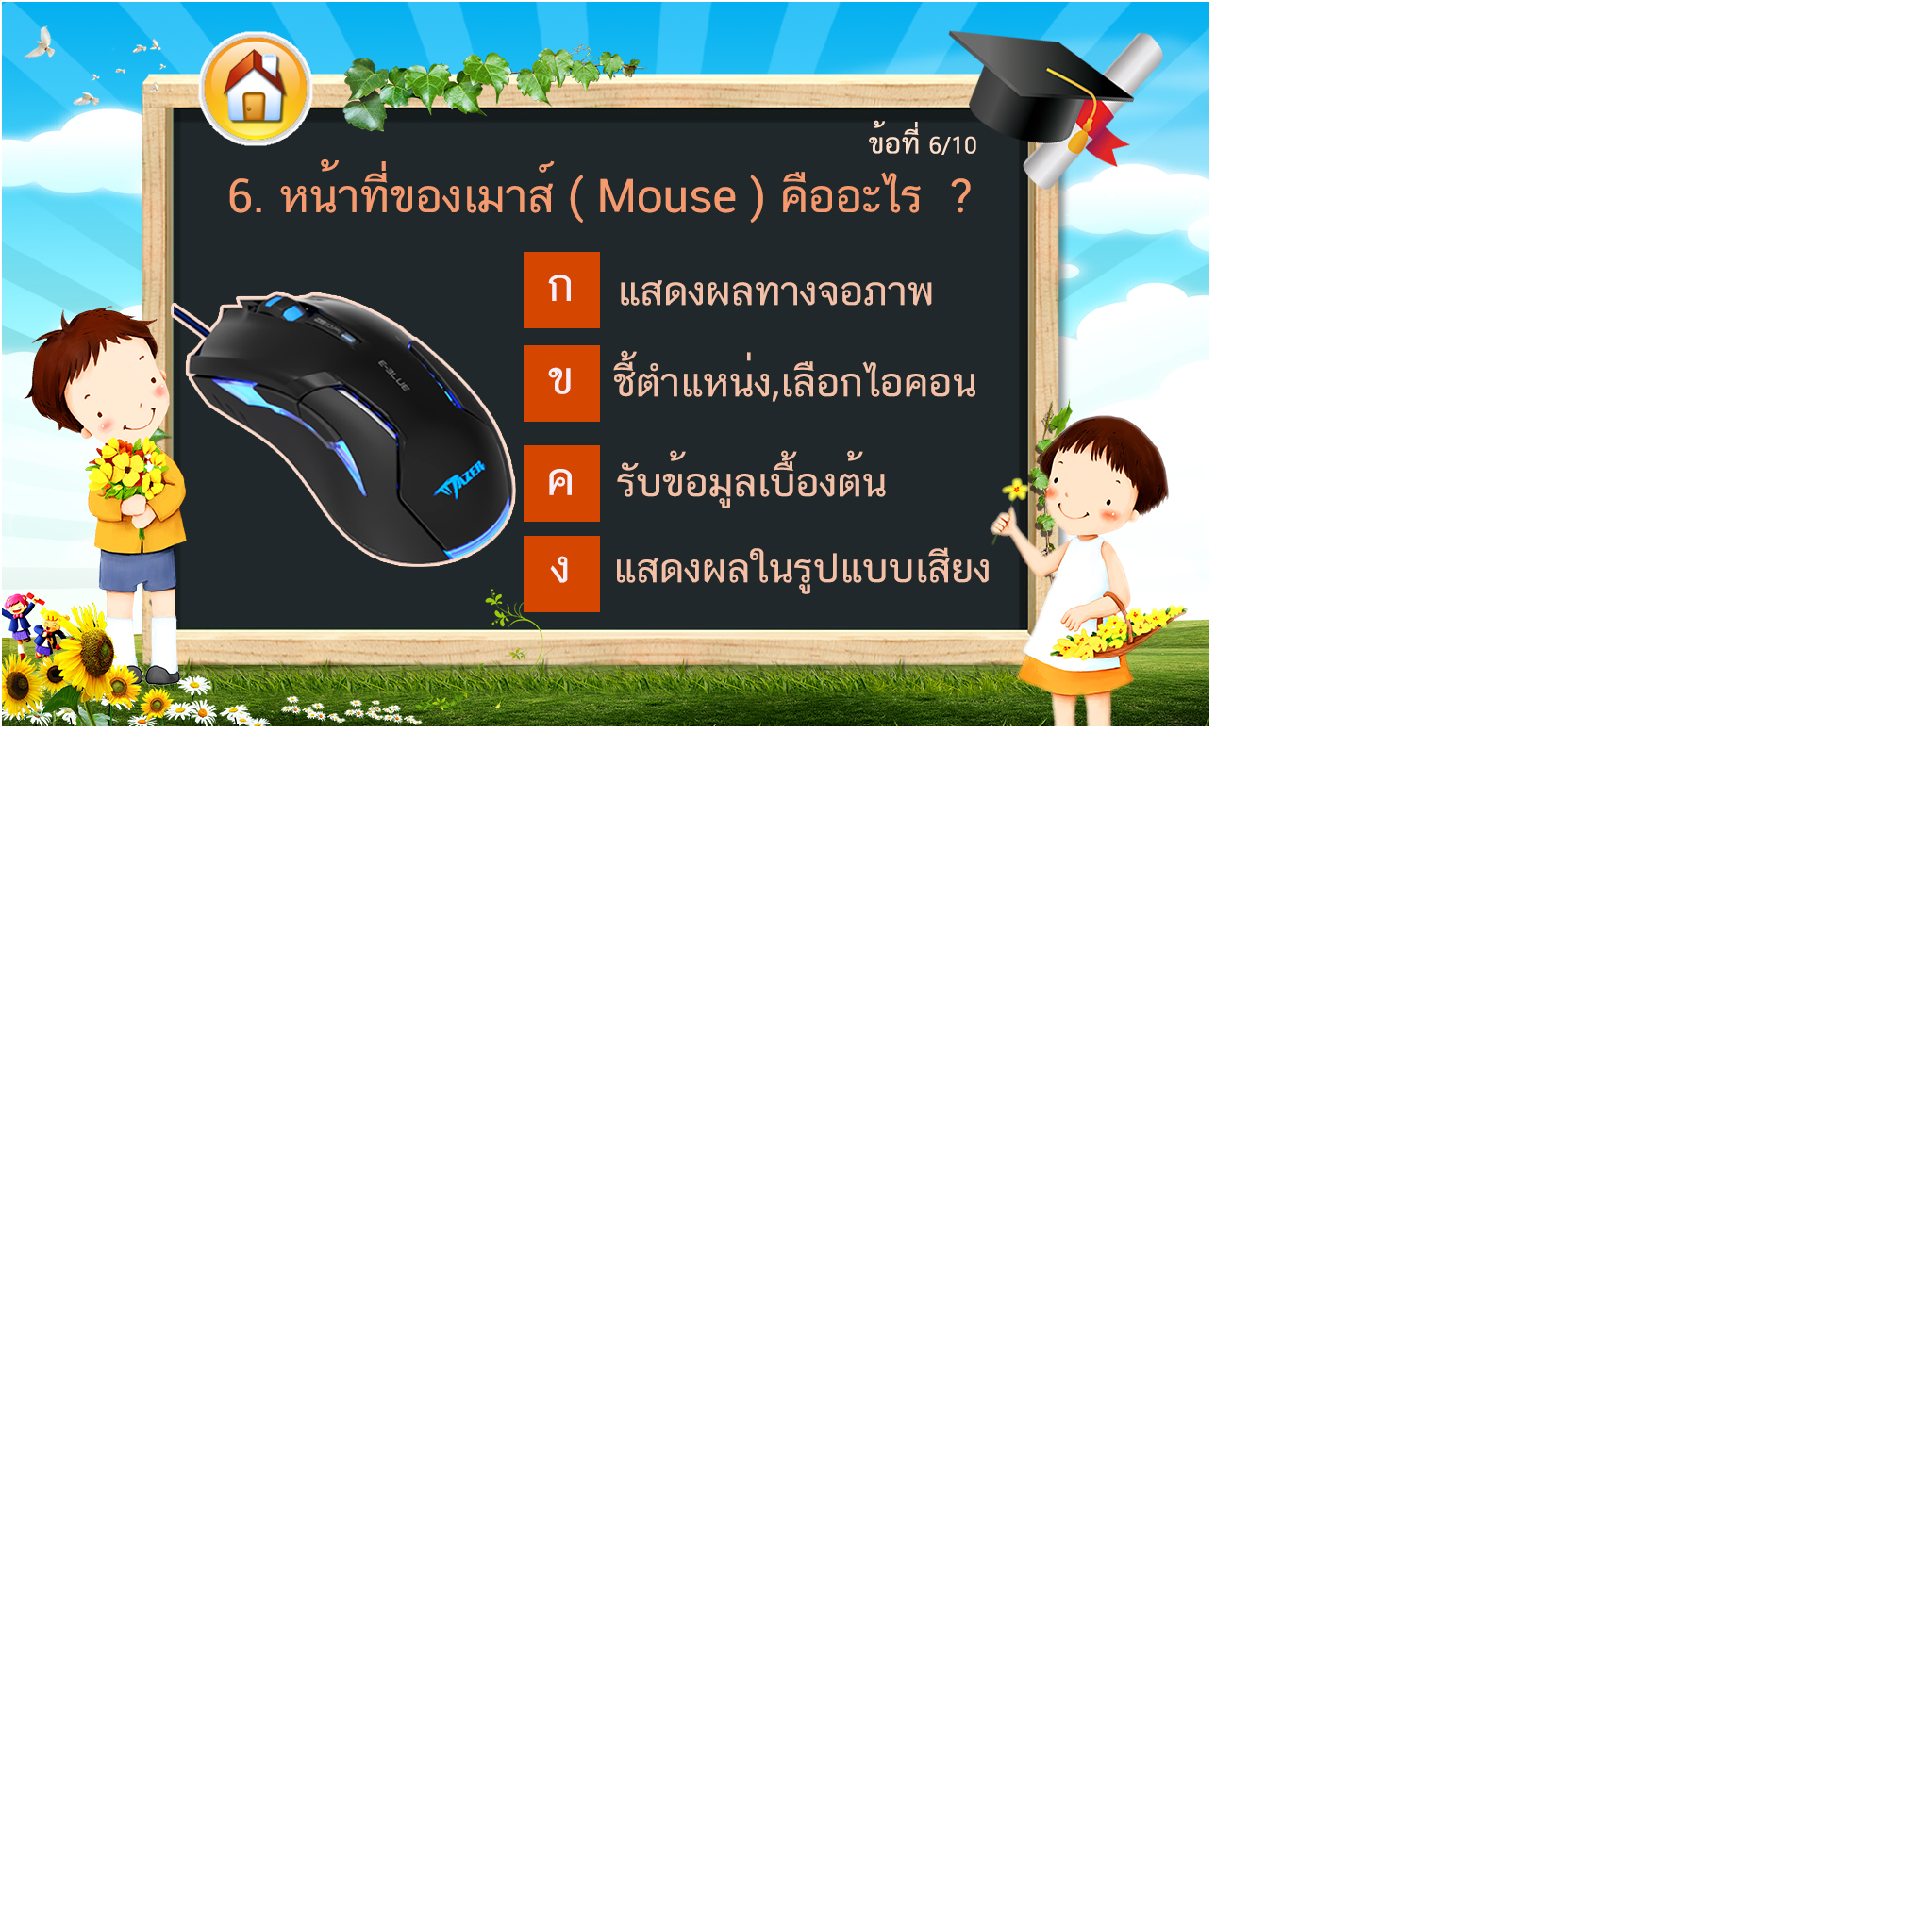 ข้อที่ 6/10
6. หน้าที่ของเมาส์ ( Mouse ) คืออะไร ?
ก แสดงผลทางจอภาพ
ข ชี้ตำแหน่ง,เลือกไอคอน
ค รับข้อมูลเบื้องต้น
ง แสดงผลในรูปแบบเสียง
E-BLUE
MAZER